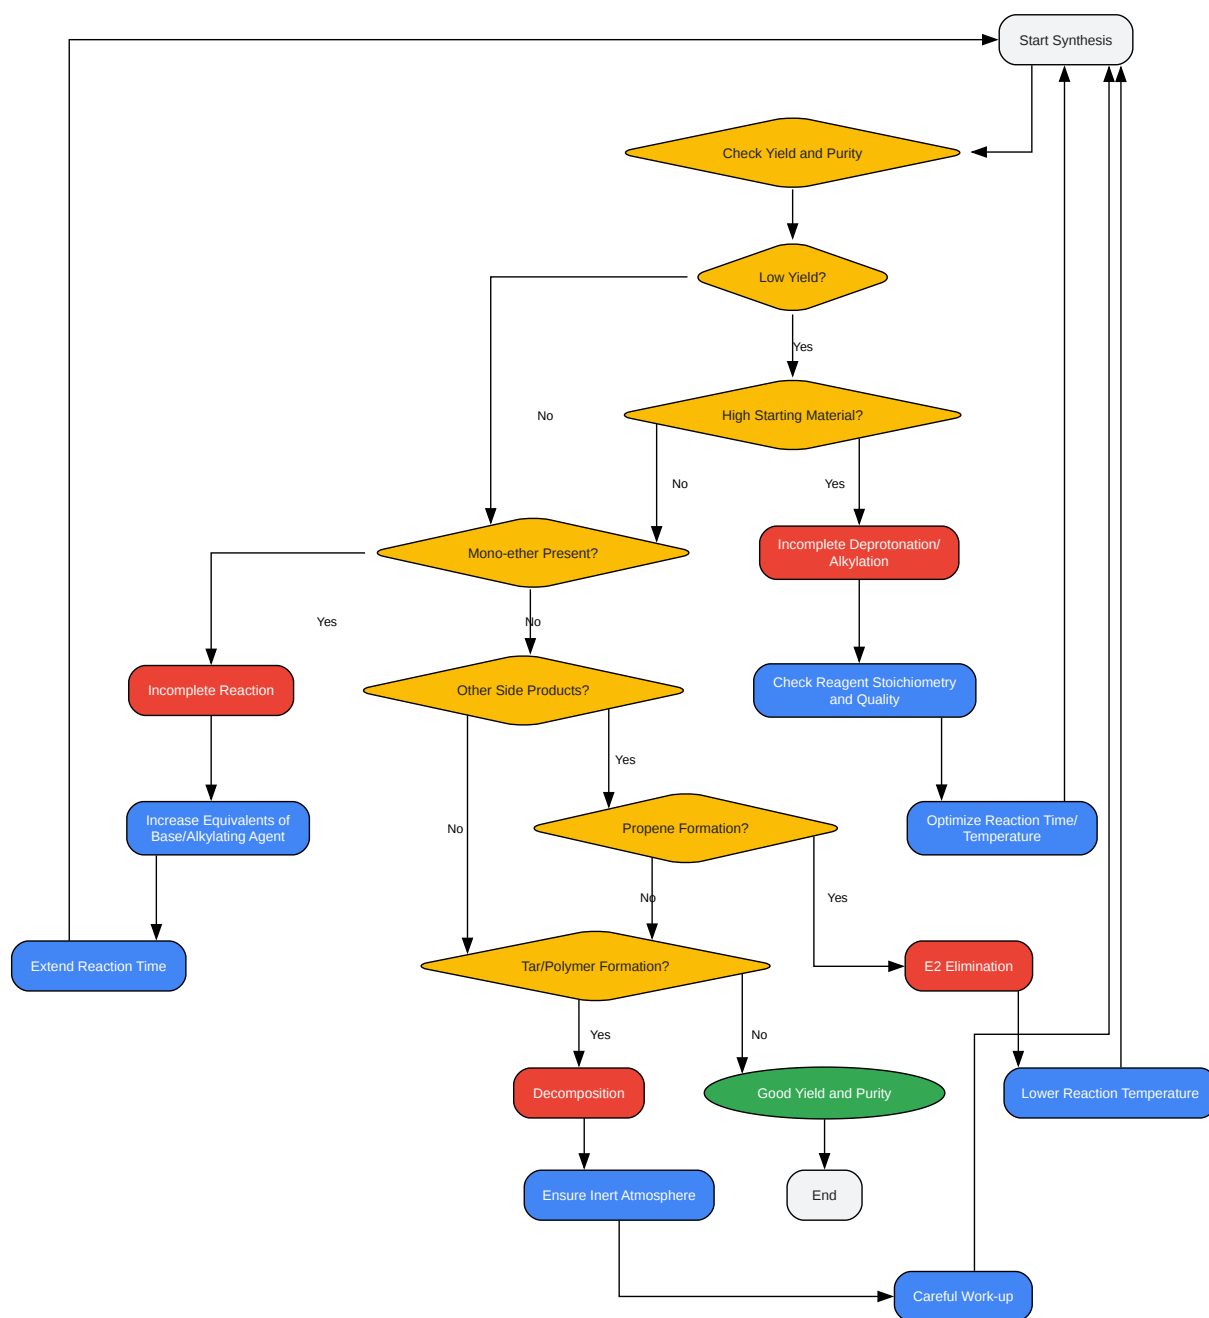 Start Synthesis
Check Yield and Purity
Low Yield?
Yes
No
High Starting Material?
No
Yes
Mono-ether Present?
Incomplete Deprotonation/
Alkylation
Yes
No
Incomplete Reaction
Other Side Products?
Check Reagent Stoichiometry
and Quality
Yes
Increase Equivalents of
Base/Alkylating Agent
No
Propene Formation?
Optimize Reaction Time/
Temperature
No
Yes
Extend Reaction Time
Tar/Polymer Formation?
E2 Elimination
Yes
No
Decomposition
Good Yield and Purity
Lower Reaction Temperature
Ensure Inert Atmosphere
End
Careful Work-up